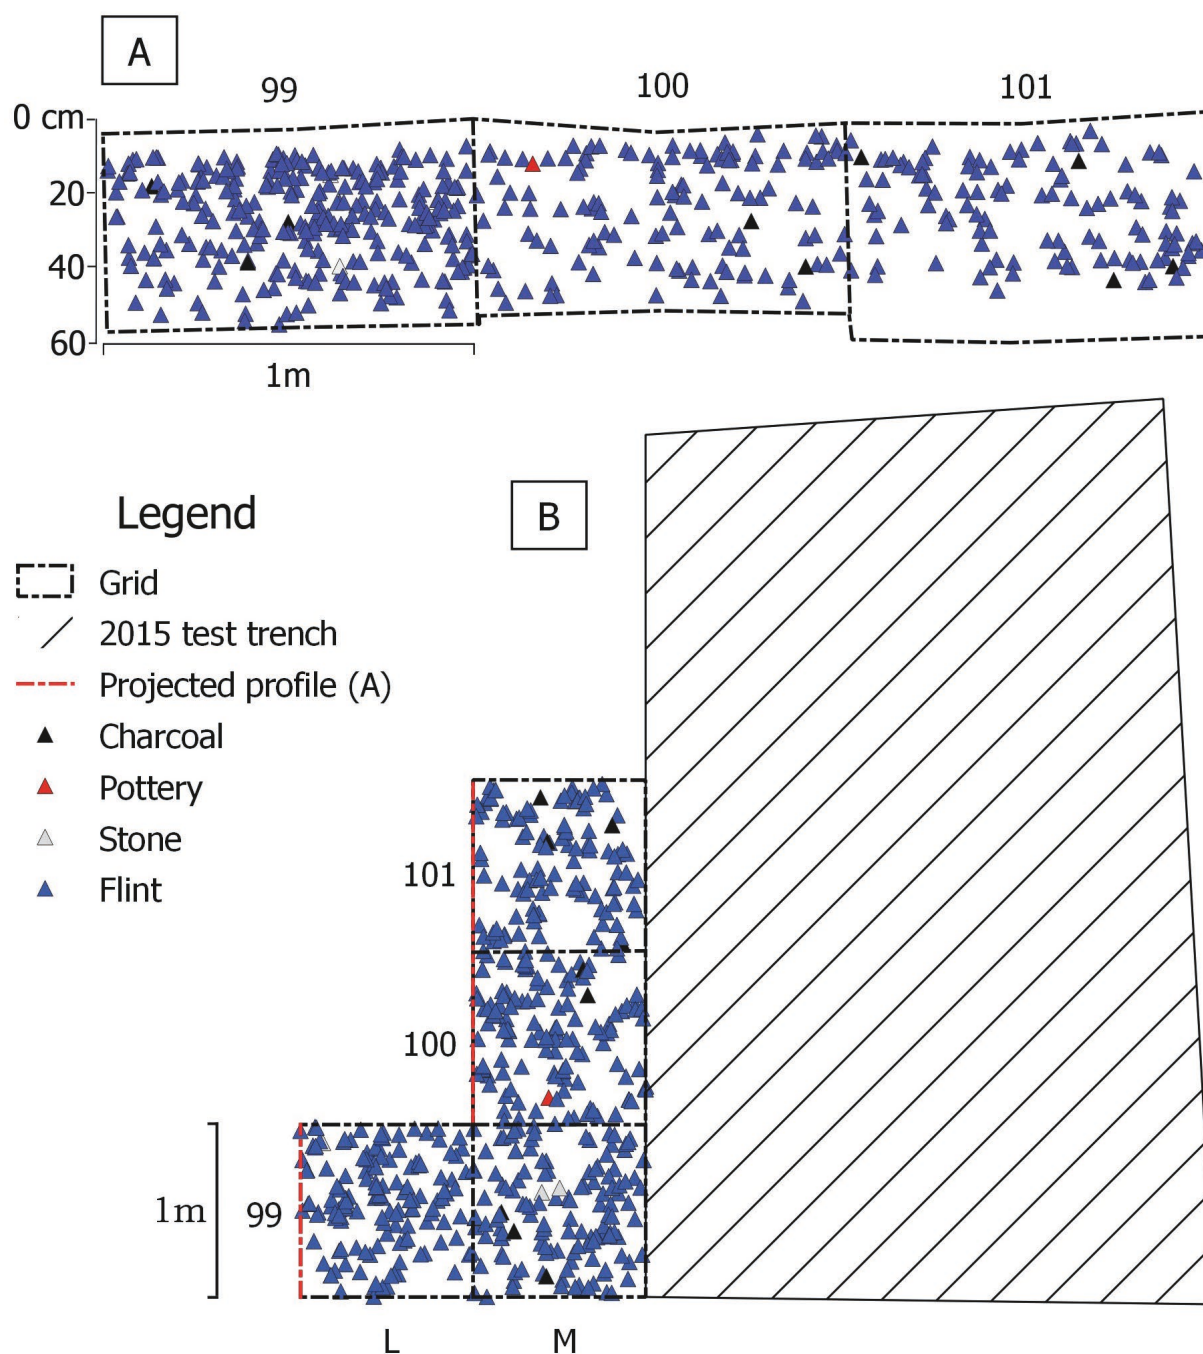 A
99 100 101
0 cm
20
40
60
1m
B
Legend
Grid
2015 test trench
Projected profile (A)
Charcoal
Pottery
Stone
Flint
101
100
1m 99
L M